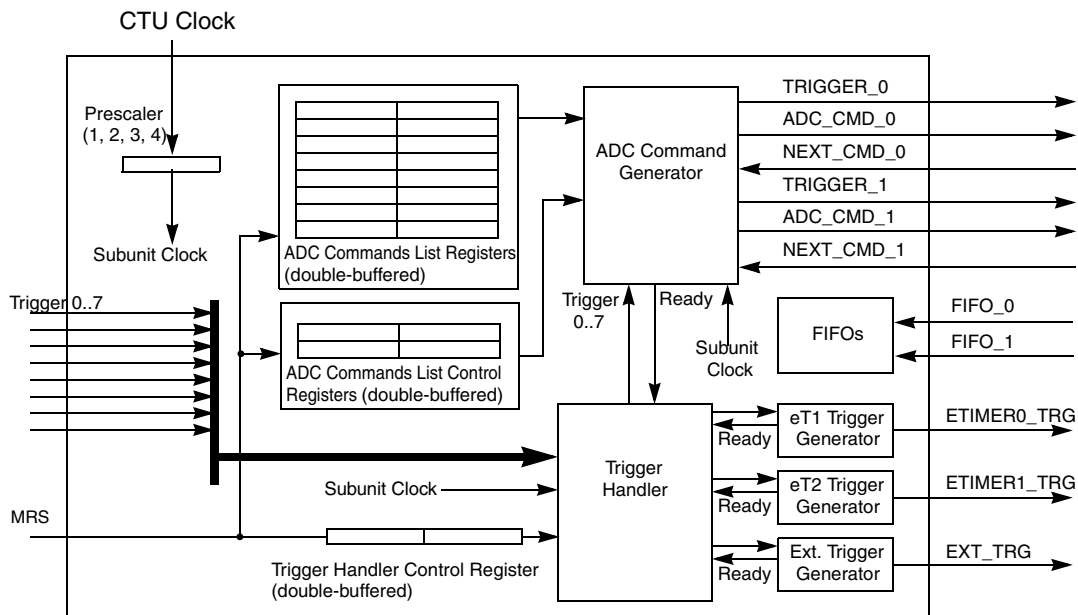 CTU Clock
Prescaler
(1, 2, 3, 4)
Subunit Clock
ADC Commands List Registers
(double-buffered)
ADC Command
Generator
TRIGGER_0
ADC_CMD_0
NEXT_CMD_0
TRIGGER_1
ADC_CMD_1
NEXT_CMD_1
Trigger 0..7
ADC Commands List Control
Registers (double-buffered)
Trigger
0..7
Ready
Subunit
Clock
FIFOs
FIFO_0
FIFO_1
Trigger
Handler
Ready
eT1 Trigger
Generator
ETIMER0_TRG
Subunit Clock
Ready
eT2 Trigger
Generator
ETIMER1_TRG
MRS
Trigger Handler Control Register
(double-buffered)
Ready
Ext. Trigger
Generator
EXT_TRG